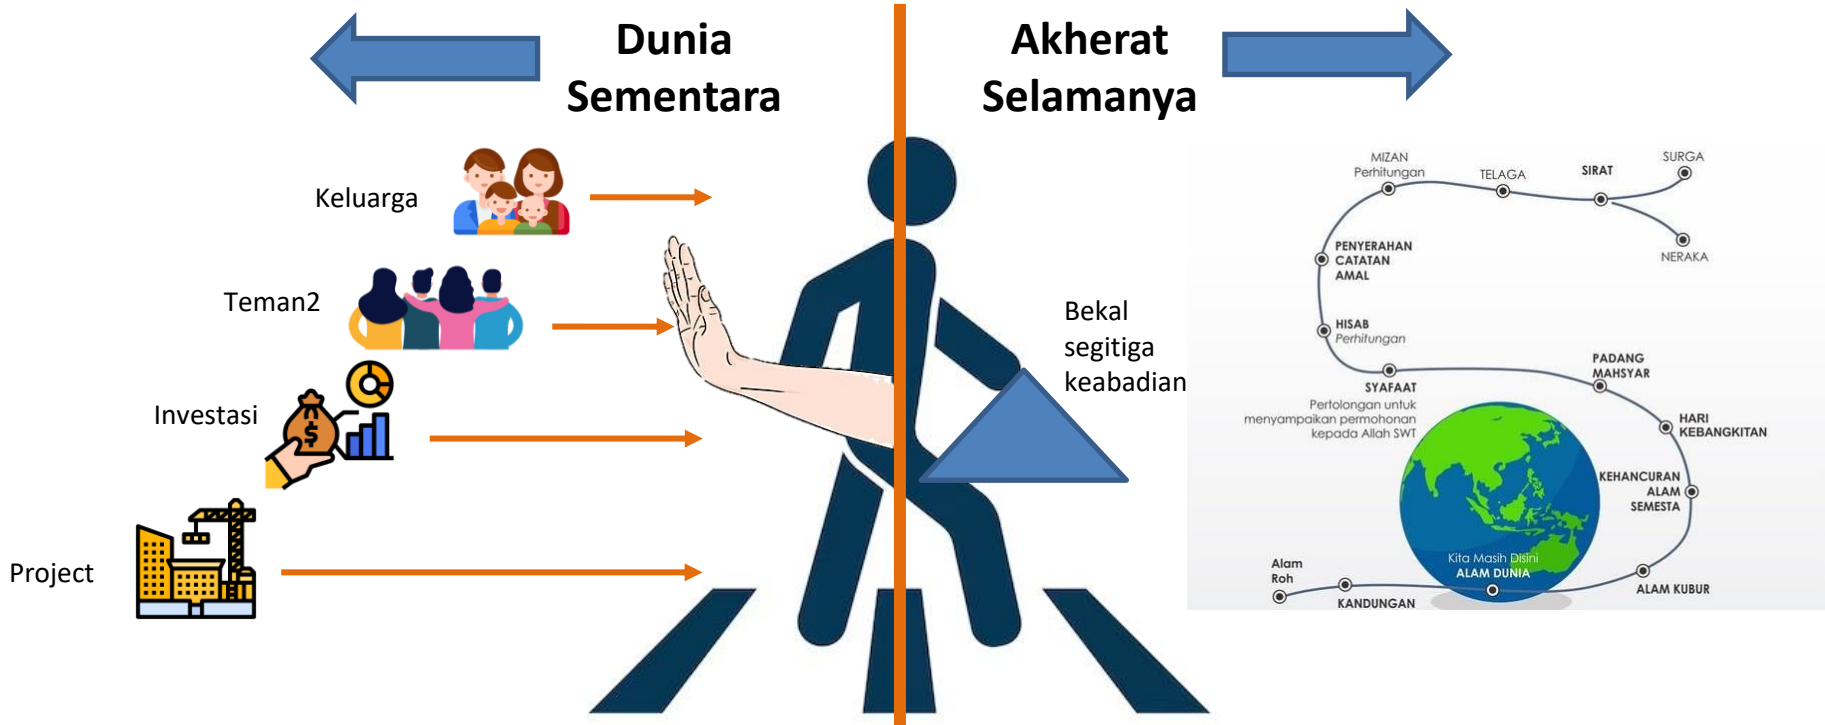 Dunia
Sementara
Akherat
Selamanya
Keluarga
Teman2
Investasi
Project
Bekal
segitiga
keabadian
MIZAN
Perhitungan
TELAGA
SIRAT
SURGA
NERAKA
PENYERAHAN
CATATAN
AMAL
HISAB
Perhitungan
SYAFAAT
Pertolongan untuk
menyampaikan permohonan
kepada Allah SWT
PADANG
MAHSYAR
HARI
KEBANGKITAN
KEHANCURAN
ALAM
SEMESTA
Kita Masih Disini
ALAM DUNIA
ALAM KUBUR
Alam
Roh
KANDUNGAN